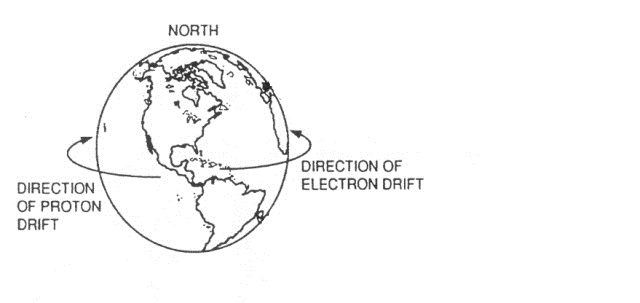 NORTH
DIRECTION
OF PROTON
DRIFT
DIRECTION OF
ELECTRON DRIFT